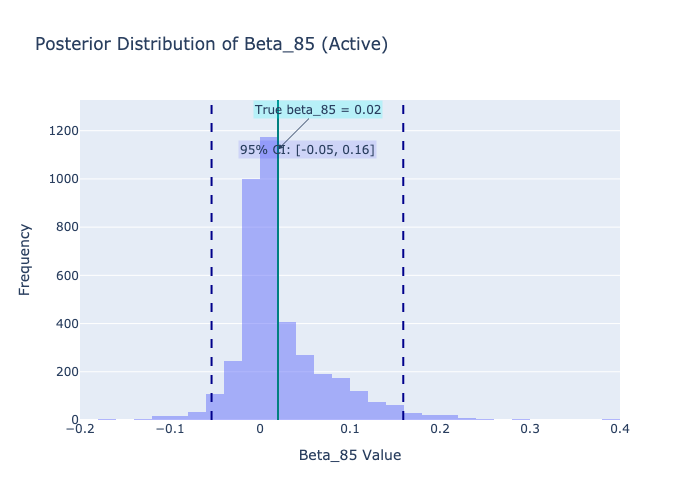 Posterior Distribution of Beta_85 (Active)
True beta_85 = 0.02
95% CI: [-0.05, 0.16]
1200
1000
800
600
400
200
0
Frequency
−0.2 −0.1 0 0.1 0.2 0.3 0.4
Beta_85 Value